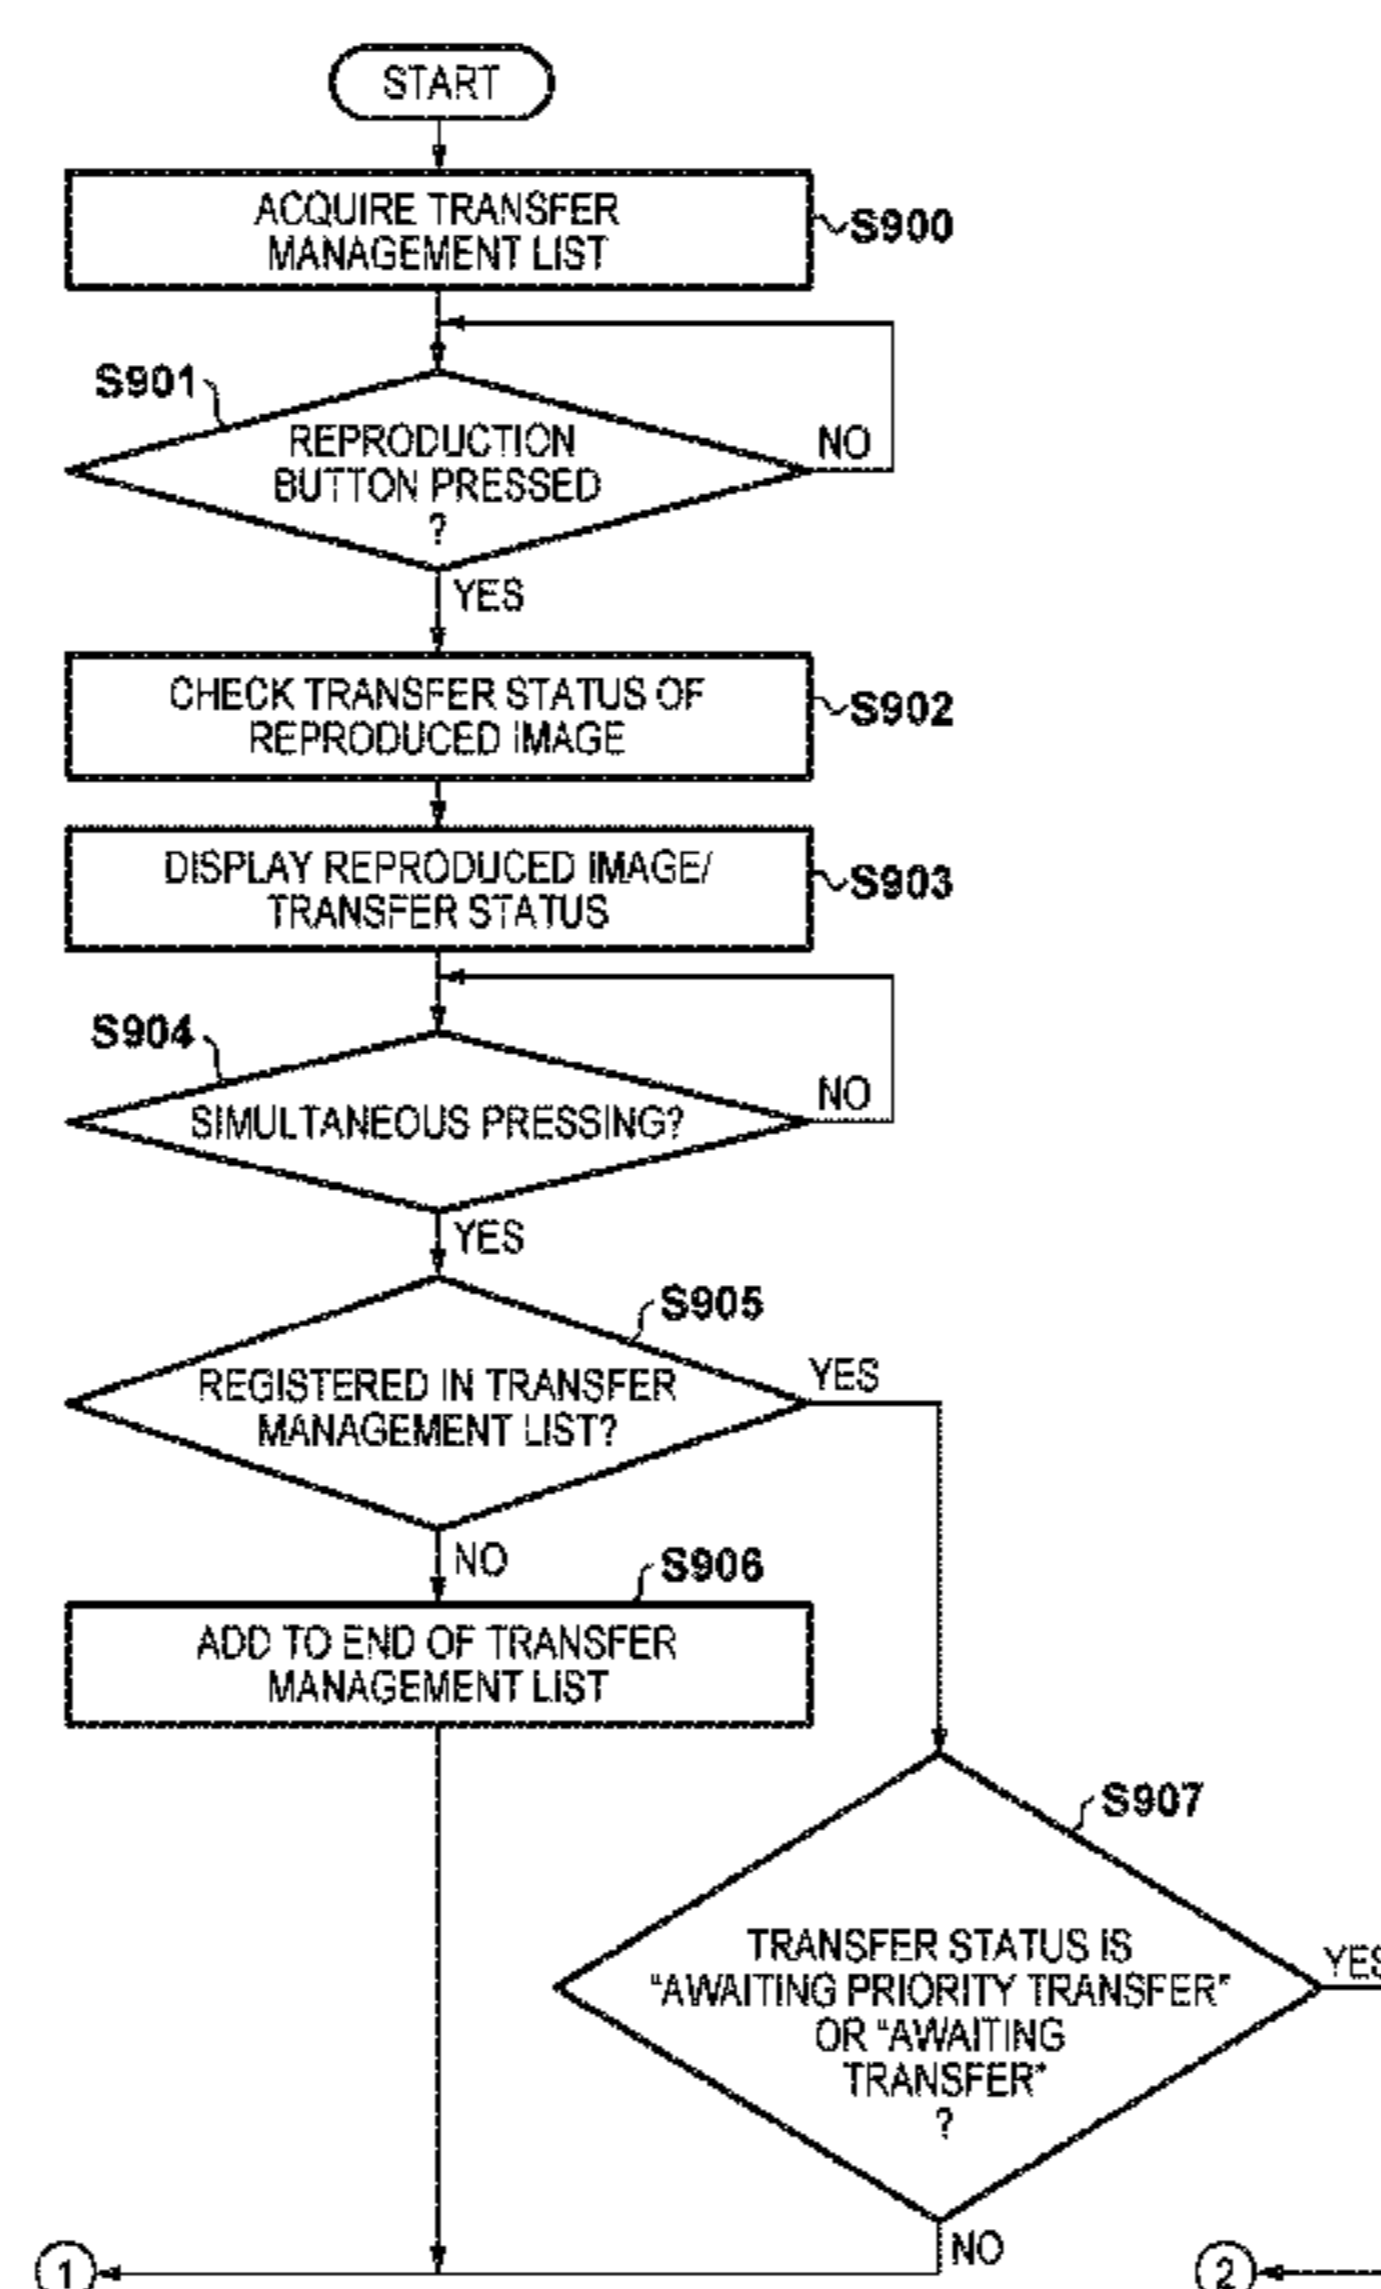 START
ACQUIRE TRANSFER
MANAGEMENT LIST
S900
S901
REPRODUCTION
BUTTON PRESSED
?
NO
YES
CHECK TRANSFER STATUS OF
REPRODUCED IMAGE
S902
DISPLAY REPRODUCED IMAGE/
TRANSFER STATUS
S903
S904
SIMULTANEOUS PRESSING?
NO
YES
S905
REGISTERED IN TRANSFER
MANAGEMENT LIST?
YES
NO
S906
ADD TO END OF TRANSFER
MANAGEMENT LIST
S907
TRANSFER STATUS IS
"AWAITING PRIORITY TRANSFER"
OR "AWAITING
TRANSFER"
?
YES
NO
1
2